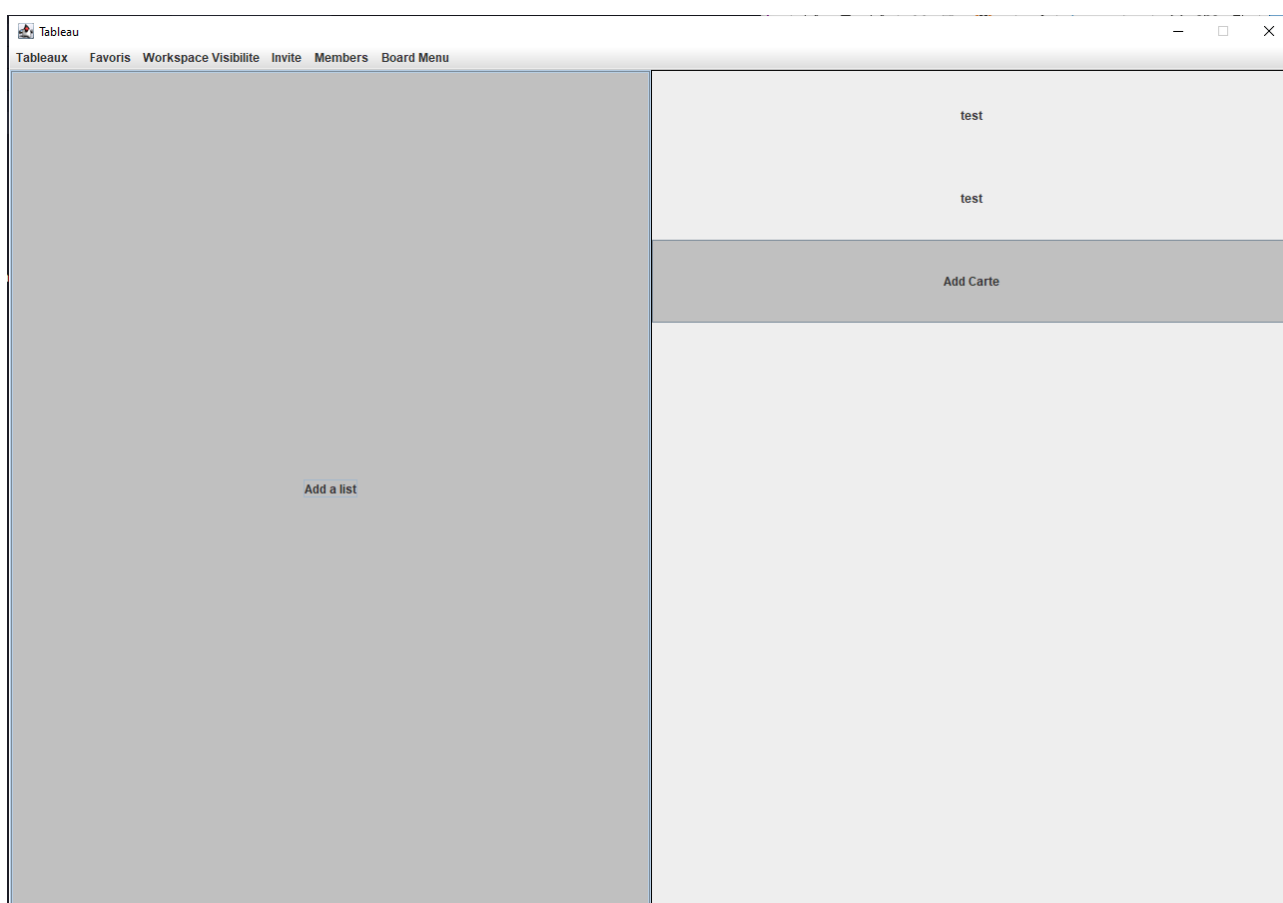 Tableau
Tableaux Favoris Workspace Visibilite Invite Members Board Menu
test
test
Add Carte
Add a list